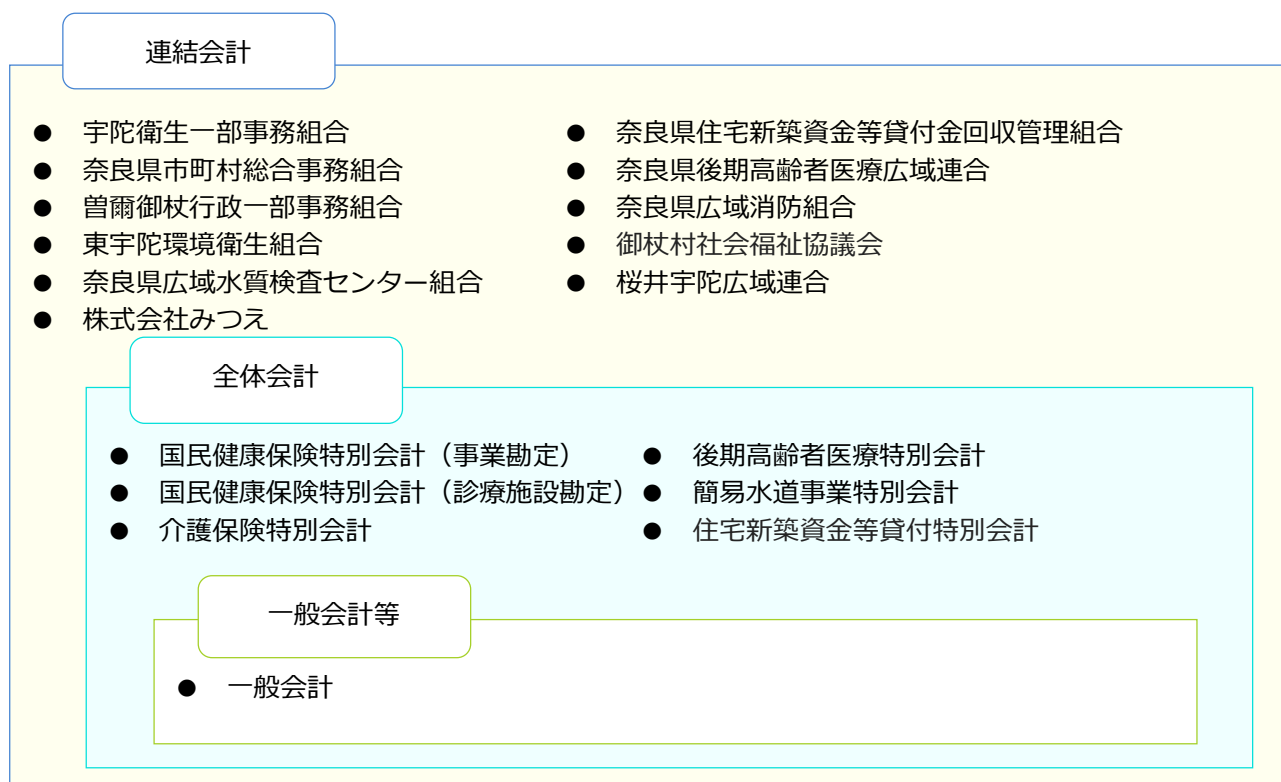 連結会計
宇陀衛生一部事務組合
奈良県市町村総合事務組合
曽爾御杖行政一部事務組合
東宇陀環境衛生組合
奈良県広域水質検査センター組合
株式会社みつえ
奈良県住宅新築資金等貸付金回収管理組合
奈良県後期高齢者医療広域連合
奈良県広域消防組合
御杖村社会福祉協議会
桜井宇陀広域連合
全体会計
国民健康保険特別会計（事業勘定）
国民健康保険特別会計（診療施設勘定）
介護保険特別会計
後期高齢者医療特別会計
簡易水道事業特別会計
住宅新築資金等貸付特別会計
一般会計等
一般会計